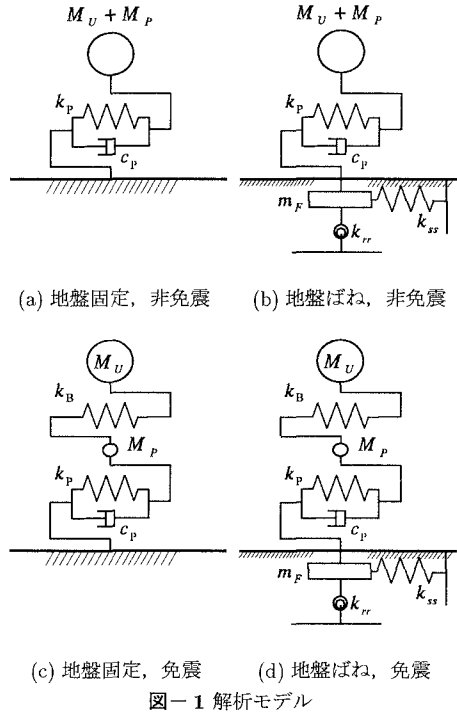 M_U + M_P M_U + M_P
k_P k_P
c_P c_P
m_F
k_ss
k_rr
(a) 地盤固定，非免震 (b) 地盤ばね，非免震
M_U M_U
k_B k_B
M_P M_P
k_P k_P
c_P c_P
m_F
k_ss
k_rr
(c) 地盤固定，免震 (d) 地盤ばね，免震
図－1 解析モデル